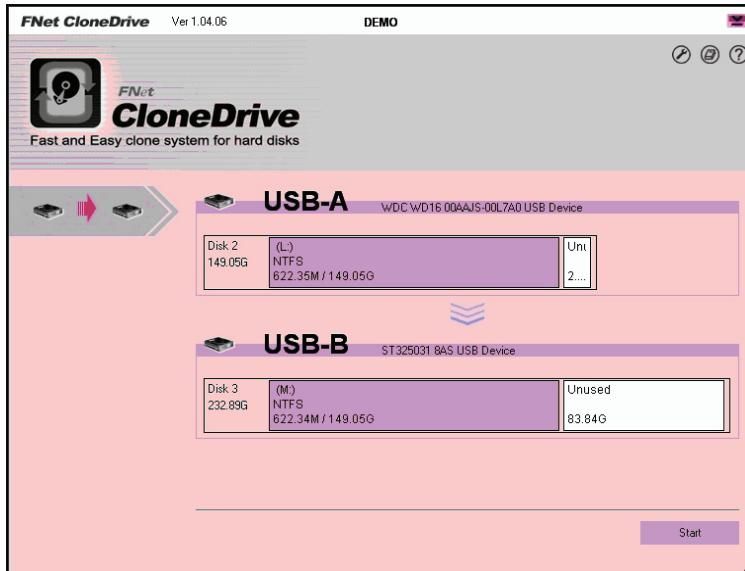 FNet CloneDrive Ver 1.04.06 DEMO
FNet
CloneDrive
Fast and Easy clone system for hard disks
USB-A WDC WD16 00AAJS-00L7A0 USB Device
Disk 2
149.05G
(L:)
NTFS
622.35M / 149.05G
Unu
2....
USB-B ST325031 8AS USB Device
Disk 3
232.89G
(M:)
NTFS
622.34M / 149.05G
Unused
83.84G
Start